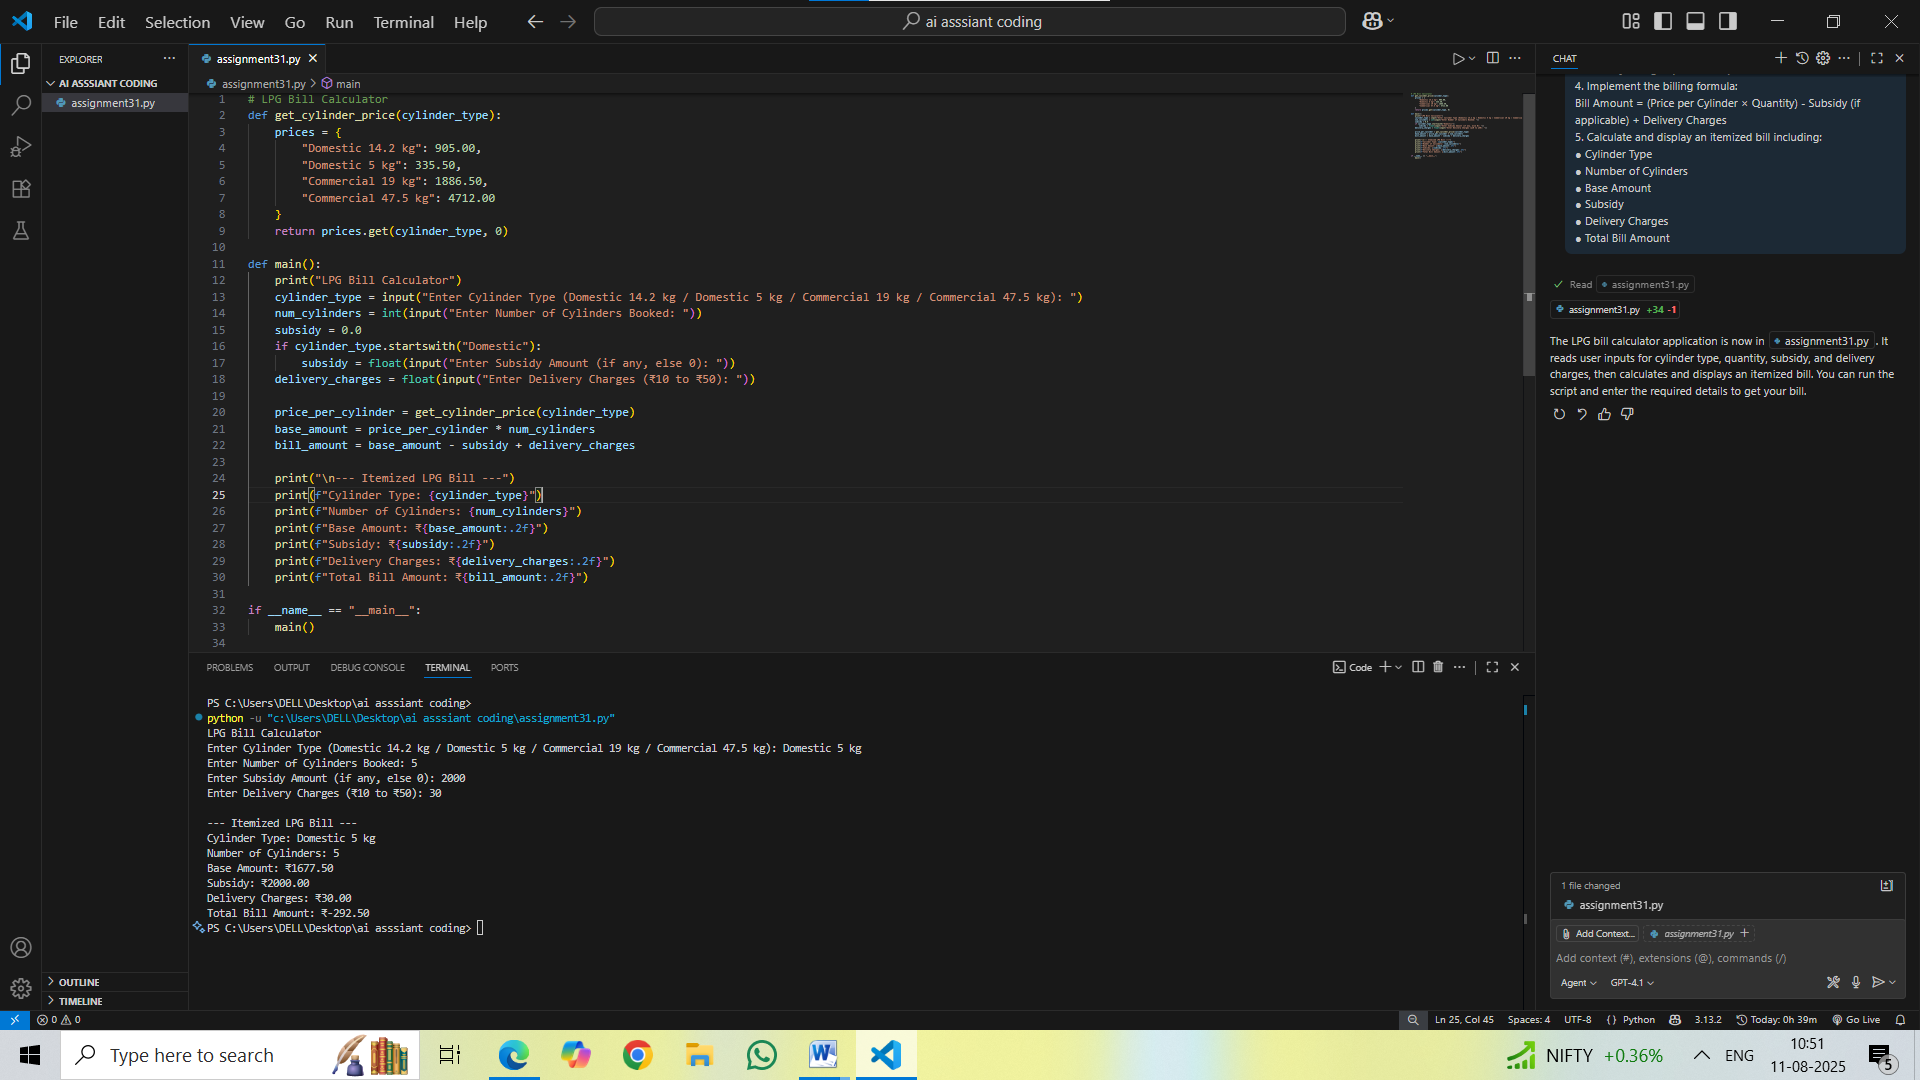 File Edit Selection View Go Run Terminal Help
ai asssiant coding
EXPLORER
AI ASSSIANT CODING
assignment31.py
OUTLINE
TIMELINE
assignment31.py
assignment31.py > main
1 # LPG Bill Calculator
2 def get_cylinder_price(cylinder_type):
3 prices = {
4 "Domestic 14.2 kg": 905.00,
5 "Domestic 5 kg": 335.50,
6 "Commercial 19 kg": 1886.50,
7 "Commercial 47.5 kg": 4712.00
8 }
9 return prices.get(cylinder_type, 0)
10
11 def main():
12 print("LPG Bill Calculator")
13 cylinder_type = input("Enter Cylinder Type (Domestic 14.2 kg / Domestic 5 kg / Commercial 19 kg / Commercial 47.5 kg): ")
14 num_cylinders = int(input("Enter Number of Cylinders Booked: "))
15 subsidy = 0.0
16 if cylinder_type.startswith("Domestic"):
17 subsidy = float(input("Enter Subsidy Amount (if any, else 0): "))
18 delivery_charges = float(input("Enter Delivery Charges (₹10 to ₹50): "))
19
20 price_per_cylinder = get_cylinder_price(cylinder_type)
21 base_amount = price_per_cylinder * num_cylinders
22 bill_amount = base_amount - subsidy + delivery_charges
23
24 print("\n--- Itemized LPG Bill ---")
25 print(f"Cylinder Type: {cylinder_type}")
26 print(f"Number of Cylinders: {num_cylinders}")
27 print(f"Base Amount: ₹{base_amount:.2f}")
28 print(f"Subsidy: ₹{subsidy:.2f}")
29 print(f"Delivery Charges: ₹{delivery_charges:.2f}")
30 print(f"Total Bill Amount: ₹{bill_amount:.2f}")
31
32 if __name__ == "__main__":
33 main()
34
PROBLEMS OUTPUT DEBUG CONSOLE TERMINAL PORTS
Code
PS C:\Users\DELL\Desktop\ai asssiant coding>
python -u "c:\Users\DELL\Desktop\ai asssiant coding\assignment31.py"
LPG Bill Calculator
Enter Cylinder Type (Domestic 14.2 kg / Domestic 5 kg / Commercial 19 kg / Commercial 47.5 kg): Domestic 5 kg
Enter Number of Cylinders Booked: 5
Enter Subsidy Amount (if any, else 0): 2000
Enter Delivery Charges (₹10 to ₹50): 30
--- Itemized LPG Bill ---
Cylinder Type: Domestic 5 kg
Number of Cylinders: 5
Base Amount: ₹1677.50
Subsidy: ₹2000.00
Delivery Charges: ₹30.00
Total Bill Amount: ₹-292.50
PS C:\Users\DELL\Desktop\ai asssiant coding>
CHAT
4. Implement the billing formula:
Bill Amount = (Price per Cylinder × Quantity) - Subsidy (if
applicable) + Delivery Charges
5. Calculate and display an itemized bill including:
● Cylinder Type
● Number of Cylinders
● Base Amount
● Subsidy
● Delivery Charges
● Total Bill Amount
Read assignment31.py
assignment31.py +34 -1
The LPG bill calculator application is now in assignment31.py . It
reads user inputs for cylinder type, quantity, subsidy, and delivery
charges, then calculates and displays an itemized bill. You can run the
script and enter the required details to get your bill.
1 file changed
assignment31.py
Add Context... assignment31.py
Add context (#), extensions (@), commands (/)
Agent GPT-4.1
0 0
Ln 25, Col 45 Spaces: 4 UTF-8 {} Python 3.13.2 Today: 0h 39m Go Live
Type here to search
NIFTY +0.36% ENG
10:51
11-08-2025
5